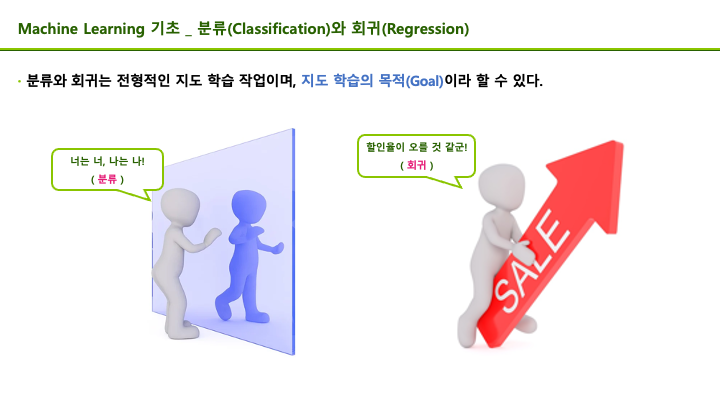 Machine Learning 기초 _ 분류(Classification)와 회귀(Regression)
· 분류와 회귀는 전형적인 지도 학습 작업이며, 지도 학습의 목적(Goal)이라 할 수 있다.
너는 너, 나는 나!
( 분류 )
할인율이 오를 것 같군!
( 회귀 )
SALE